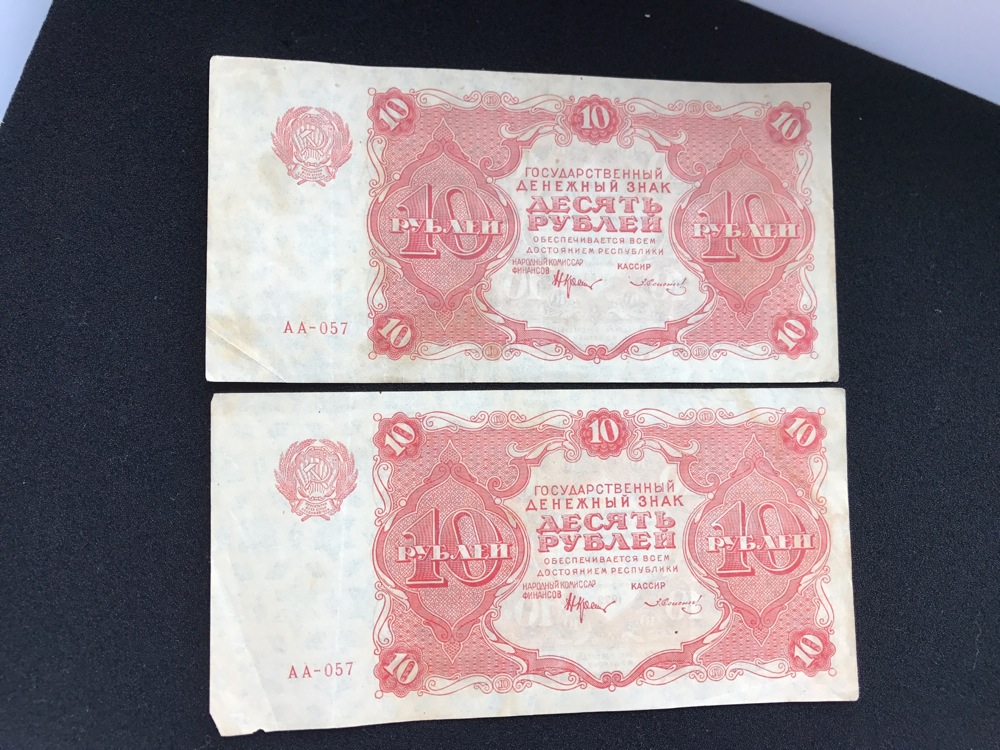 10 10 10
ГОСУДАРСТВЕННЫЙ
ДЕНЕЖНЫЙ ЗНАК
ДЕСЯТЬ
РУБЛЕЙ
10 РУБЛЕЙ
10 РУБЛЕЙ
ОБЕСПЕЧИВАЕТСЯ ВСЕМ
ДОСТОЯНИЕМ РЕСПУБЛИКИ
НАРОДНЫЙ КОМИССАР
ФИНАНСОВ
КАССИР
АА-057
10 10
10 10 10
ГОСУДАРСТВЕННЫЙ
ДЕНЕЖНЫЙ ЗНАК
ДЕСЯТЬ
РУБЛЕЙ
10 РУБЛЕЙ
10 РУБЛЕЙ
ОБЕСПЕЧИВАЕТСЯ ВСЕМ
ДОСТОЯНИЕМ РЕСПУБЛИКИ
НАРОДНЫЙ КОМИССАР
ФИНАНСОВ
КАССИР
АА-057
10 10